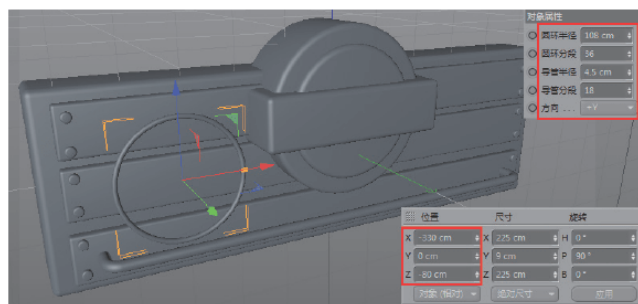 对象属性
圆环半径 108 cm
圆环分段 36
导管半径 4.5 cm
导管分段 18
方向 . . . . +Y
位置 尺寸 旋转
X -330 cm X 225 cm H 0°
Y 0 cm Y 9 cm P 90°
Z -80 cm Z 225 cm B 0°
对象 (相对) 绝对尺寸 应用